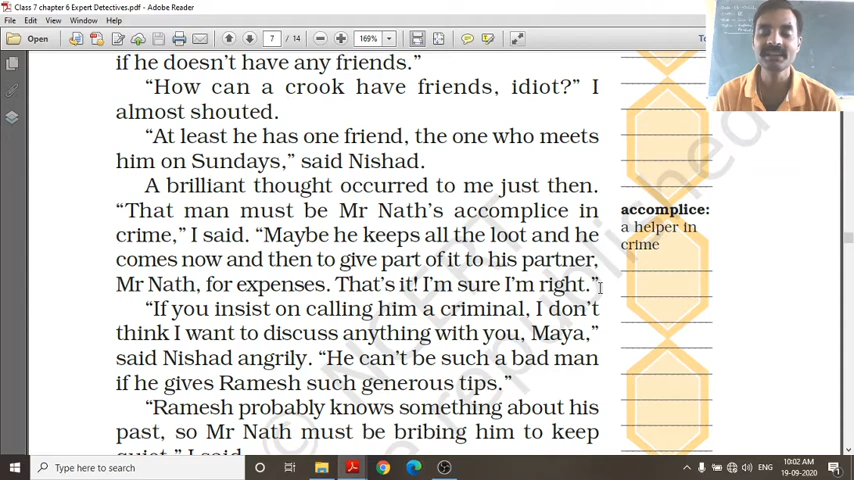 Class 7 chapter 6 Expert Detectives.pdf - Adobe Reader
File Edit View Window Help
Open 7 / 14 169%
if he doesn't have any friends."
"How can a crook have friends, idiot?" I
almost shouted.
"At least he has one friend, the one who meets
him on Sundays," said Nishad.
A brilliant thought occurred to me just then.
"That man must be Mr Nath's accomplice in
crime," I said. "Maybe he keeps all the loot and he
comes now and then to give part of it to his partner,
Mr Nath, for expenses. That's it! I'm sure I'm right."
"If you insist on calling him a criminal, I don't
think I want to discuss anything with you, Maya,"
said Nishad angrily. "He can't be such a bad man
if he gives Ramesh such generous tips."
"Ramesh probably knows something about his
past, so Mr Nath must be bribing him to keep
quiet," I said.
accomplice:
a helper in
crime
© NCERT
be republished
Type here to search
ENG
10:02 AM
19-09-2020